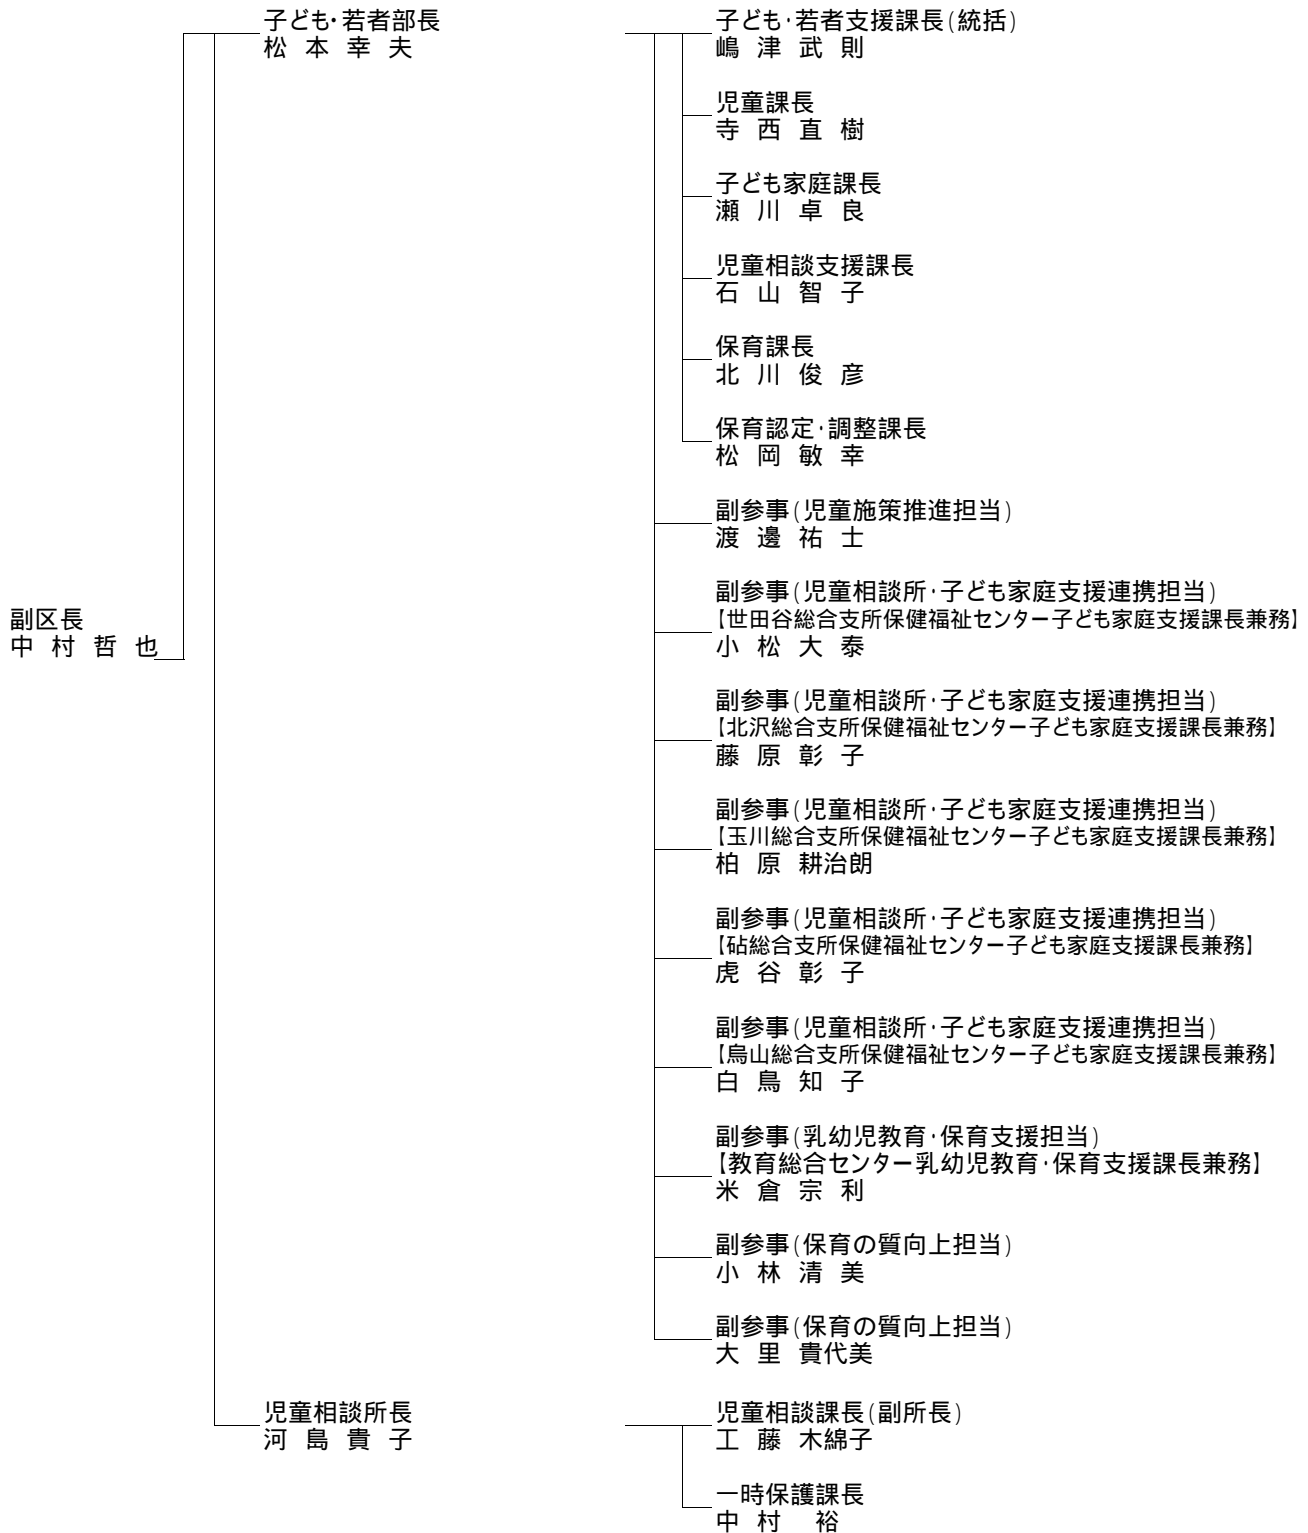 子ども・若者部長
松 本 幸 夫
子ども・若者支援課長(統括)
嶋 津 武 則
児童課長
寺 西 直 樹
子ども家庭課長
瀬 川 卓 良
児童相談支援課長
石 山 智 子
保育課長
北 川 俊 彦
保育認定・調整課長
松 岡 敏 幸
副参事(児童施策推進担当)
渡 邊 祐 士
副参事(児童相談所・子ども家庭支援連携担当)
【世田谷総合支所保健福祉センター子ども家庭支援課長兼務】
小 松 大 泰
副区長
中 村 哲 也
副参事(児童相談所・子ども家庭支援連携担当)
【北沢総合支所保健福祉センター子ども家庭支援課長兼務】
藤 原 彰 子
副参事(児童相談所・子ども家庭支援連携担当)
【玉川総合支所保健福祉センター子ども家庭支援課長兼務】
柏 原 耕治朗
副参事(児童相談所・子ども家庭支援連携担当)
【砧総合支所保健福祉センター子ども家庭支援課長兼務】
虎 谷 彰 子
副参事(児童相談所・子ども家庭支援連携担当)
【烏山総合支所保健福祉センター子ども家庭支援課長兼務】
白 鳥 知 子
副参事(乳幼児教育・保育支援担当)
【教育総合センター乳幼児教育・保育支援課長兼務】
米 倉 宗 利
副参事(保育の質向上担当)
小 林 清 美
副参事(保育の質向上担当)
大 里 貴代美
児童相談所長
河 島 貴 子
児童相談課長(副所長)
工 藤 木綿子
一時保護課長
中 村 裕